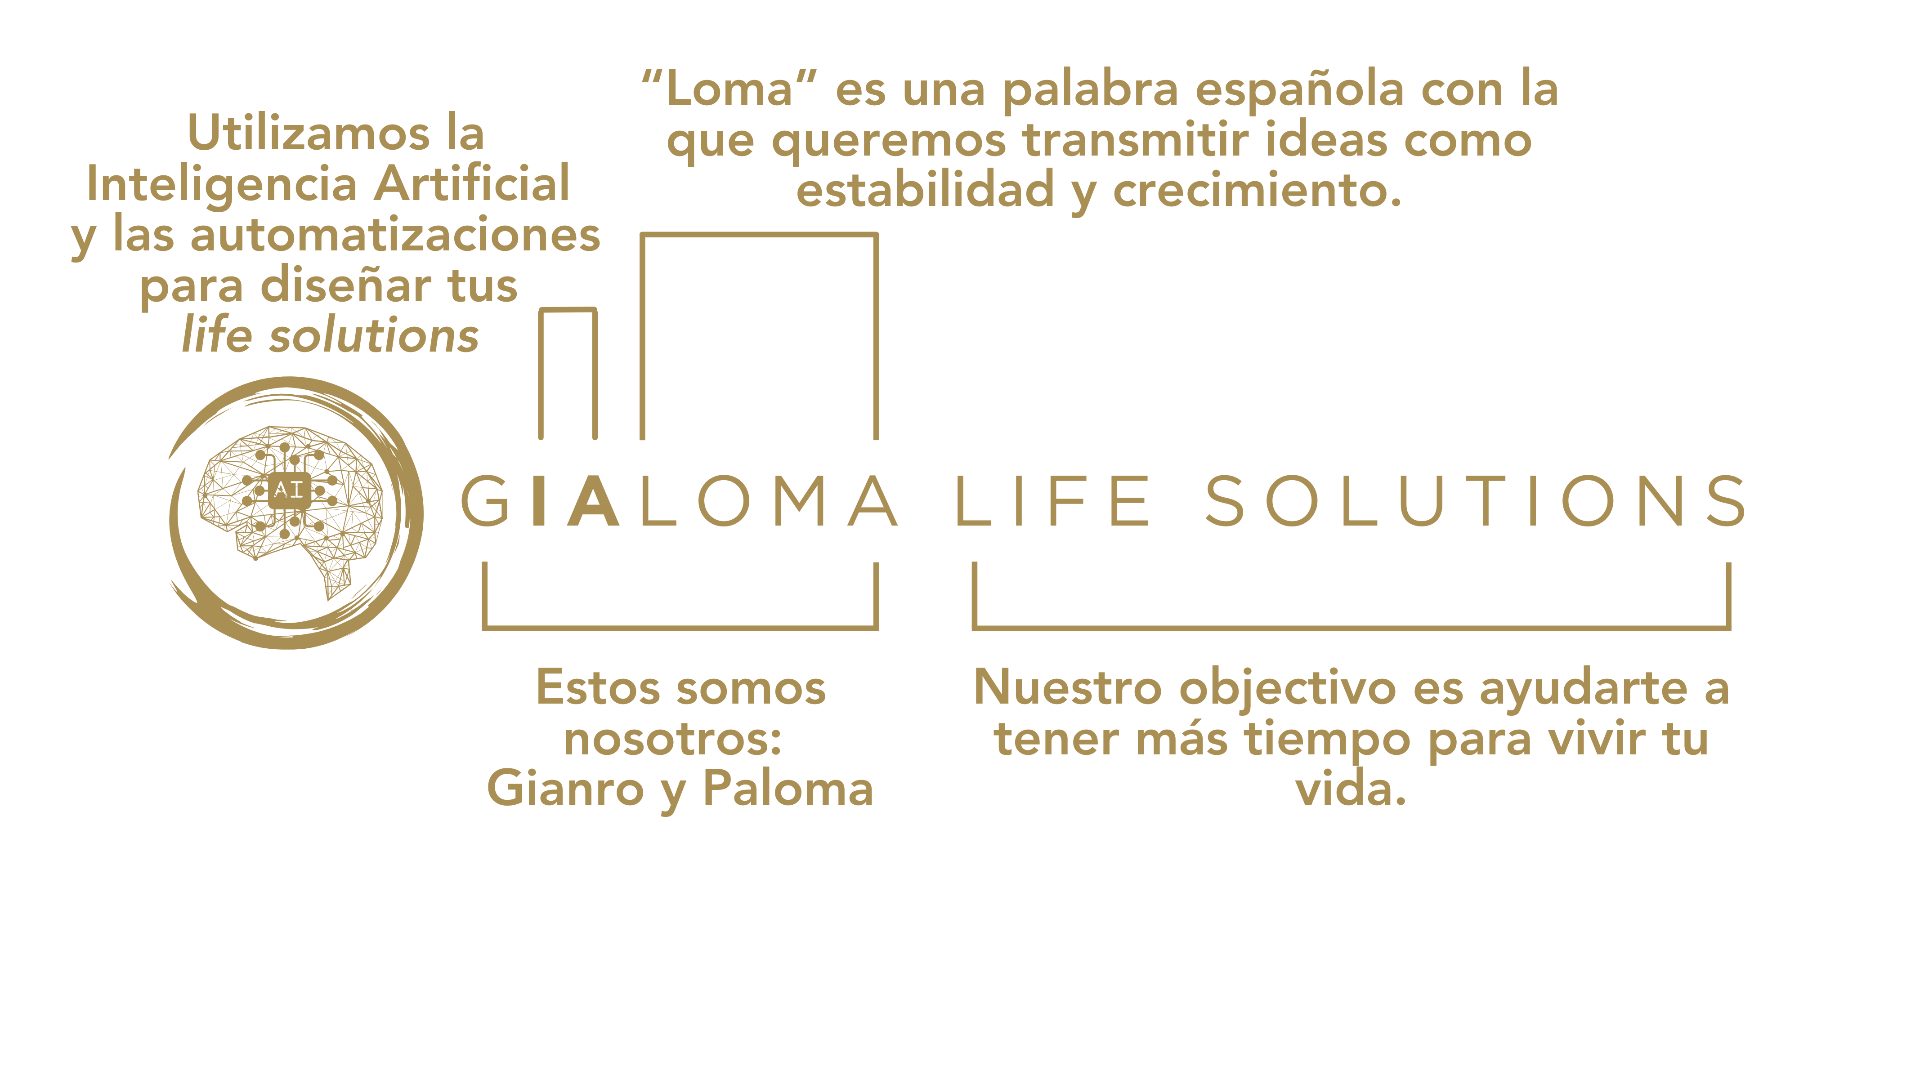 Utilizamos la
Inteligencia Artificial
y las automatizaciones
para diseñar tus
life solutions
“Loma” es una palabra española con la
que queremos transmitir ideas como
estabilidad y crecimiento.
AI
GIALOMA LIFE SOLUTIONS
Estos somos
nosotros:
Gianro y Paloma
Nuestro objectivo es ayudarte a
tener más tiempo para vivir tu
vida.